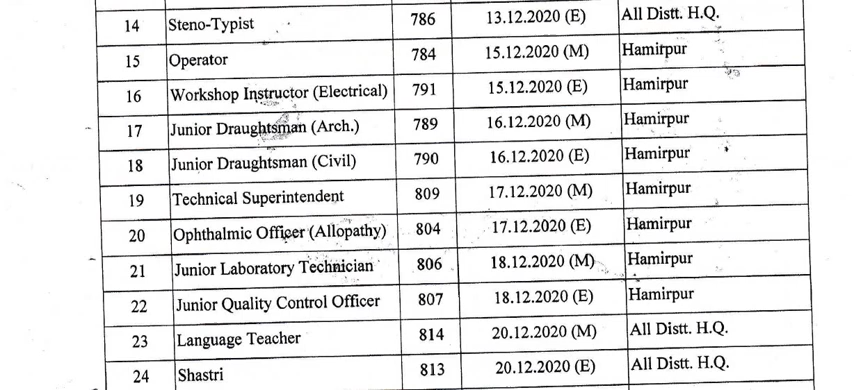 14 Steno-Typist 786 13.12.2020 (E) All Distt. H.Q.
15 Operator 784 15.12.2020 (M) Hamirpur
16 Workshop Instructor (Electrical) 791 15.12.2020 (E) Hamirpur
17 Junior Draughtsman (Arch.) 789 16.12.2020 (M) Hamirpur
18 Junior Draughtsman (Civil) 790 16.12.2020 (E) Hamirpur
19 Technical Superintendent 809 17.12.2020 (M) Hamirpur
20 Ophthalmic Officer (Allopathy) 804 17.12.2020 (E) Hamirpur
21 Junior Laboratory Technician 806 18.12.2020 (M) Hamirpur
22 Junior Quality Control Officer 807 18.12.2020 (E) Hamirpur
23 Language Teacher 814 20.12.2020 (M) All Distt. H.Q.
24 Shastri 813 20.12.2020 (E) All Distt. H.Q.